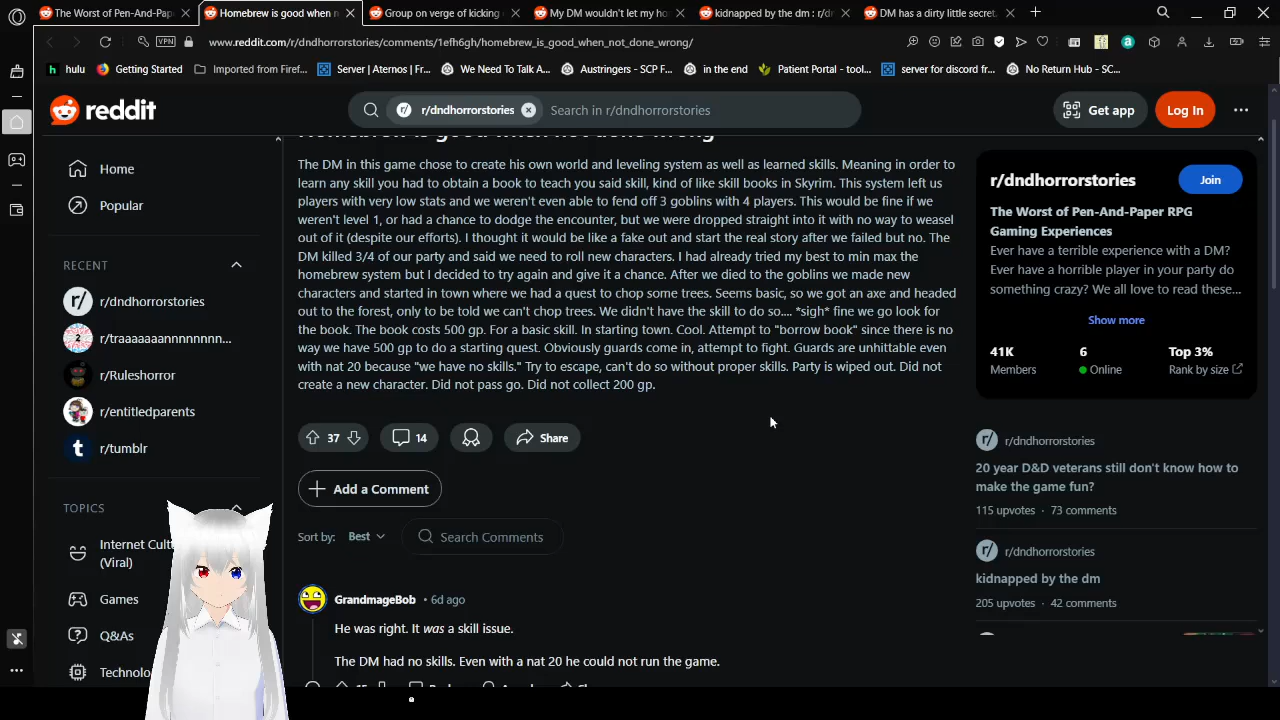 The Worst of Pen-And-Pape
Homebrew is good when n
Group on verge of kicking
My DM wouldn't let my ho
kidnapped by the dm : r/d
DM has a dirty little secret
VPN
www.reddit.com/r/dndhorrorstories/comments/1efh6gh/homebrew_is_good_when_not_done_wrong/
hulu
Getting Started
Imported from Firef...
Server | Aternos | Fr...
We Need To Talk A...
Austringers - SCP F...
in the end
Patient Portal - tool...
server for discord fr...
No Return Hub - SC...
reddit
r/dndhorrorstories
Search in r/dndhorrorstories
Get app
Log In
Home
Popular
RECENT
r/dndhorrorstories
r/traaaaaaannnnnnnn...
r/Ruleshorror
r/entitledparents
r/tumblr
TOPICS
Internet Cult
(Viral)
Games
Q&As
Technolo
Homebrew is good when not done wrong
The DM in this game chose to create his own world and leveling system as well as learned skills. Meaning in order to
learn any skill you had to obtain a book to teach you said skill, kind of like skill books in Skyrim. This system left us
players with very low stats and we weren't even able to fend off 3 goblins with 4 players. This would be fine if we
weren't level 1, or had a chance to dodge the encounter, but we were dropped straight into it with no way to weasel
out of it (despite our efforts). I thought it would be like a fake out and start the real story after we failed but no. The
DM killed 3/4 of our party and said we need to roll new characters. I had already tried my best to min max the
homebrew system but I decided to try again and give it a chance. After we died to the goblins we made new
characters and started in town where we had a quest to chop some trees. Seems basic, so we got an axe and headed
out to the forest, only to be told we can't chop trees. We didn't have the skill to do so.... *sigh* fine we go look for
the book. The book costs 500 gp. For a basic skill. In starting town. Cool. Attempt to "borrow book" since there is no
way we have 500 gp to do a starting quest. Obviously guards come in, attempt to fight. Guards are unhittable even
with nat 20 because "we have no skills." Try to escape, can't do so without proper skills. Party is wiped out. Did not
create a new character. Did not pass go. Did not collect 200 gp.
37
14
Share
Add a Comment
Sort by:
Best
Search Comments
GrandmageBob
• 6d ago
He was right. It was a skill issue.
The DM had no skills. Even with a nat 20 he could not run the game.
r/dndhorrorstories
Join
The Worst of Pen-And-Paper RPG
Gaming Experiences
Ever have a terrible experience with a DM?
Ever have a horrible player in your party do
something crazy? We all love to read these...
Show more
41K
Members
6
Online
Top 3%
Rank by size
r/dndhorrorstories
20 year D&D veterans still don't know how to
make the game fun?
115 upvotes · 73 comments
r/dndhorrorstories
kidnapped by the dm
205 upvotes · 42 comments